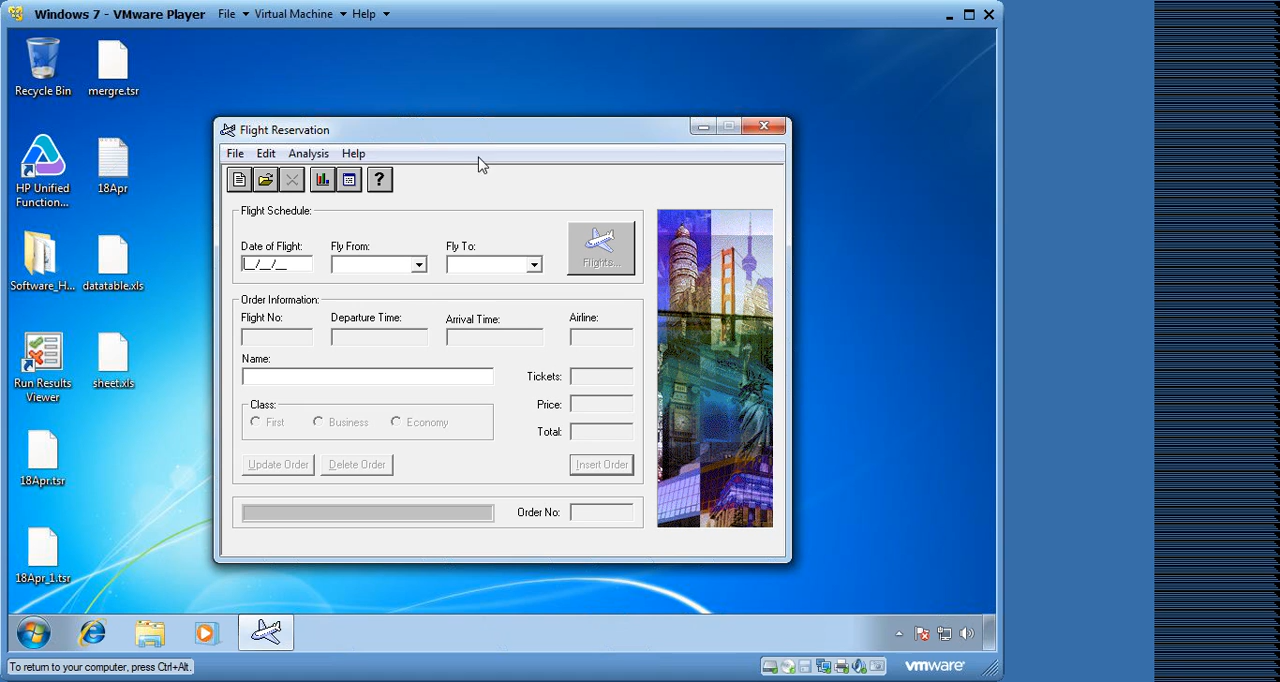 Windows 7 - VMware Player File Virtual Machine Help
Recycle Bin
mergre.tsr
HP Unified
Function...
18Apr
Software_H...
datatable.xls
Run Results
Viewer
sheet.xls
18Apr.tsr
18Apr_1.tsr
Flight Reservation
File Edit Analysis Help
?
Flight Schedule:
Date of Flight: Fly From: Fly To:
__/__/__
Flights...
Order Information:
Flight No: Departure Time: Arrival Time: Airline:
Name:
Tickets:
Class:
First Business Economy
Price:
Total:
Update Order Delete Order Insert Order
Order No:
To return to your computer, press Ctrl+Alt.
vmware